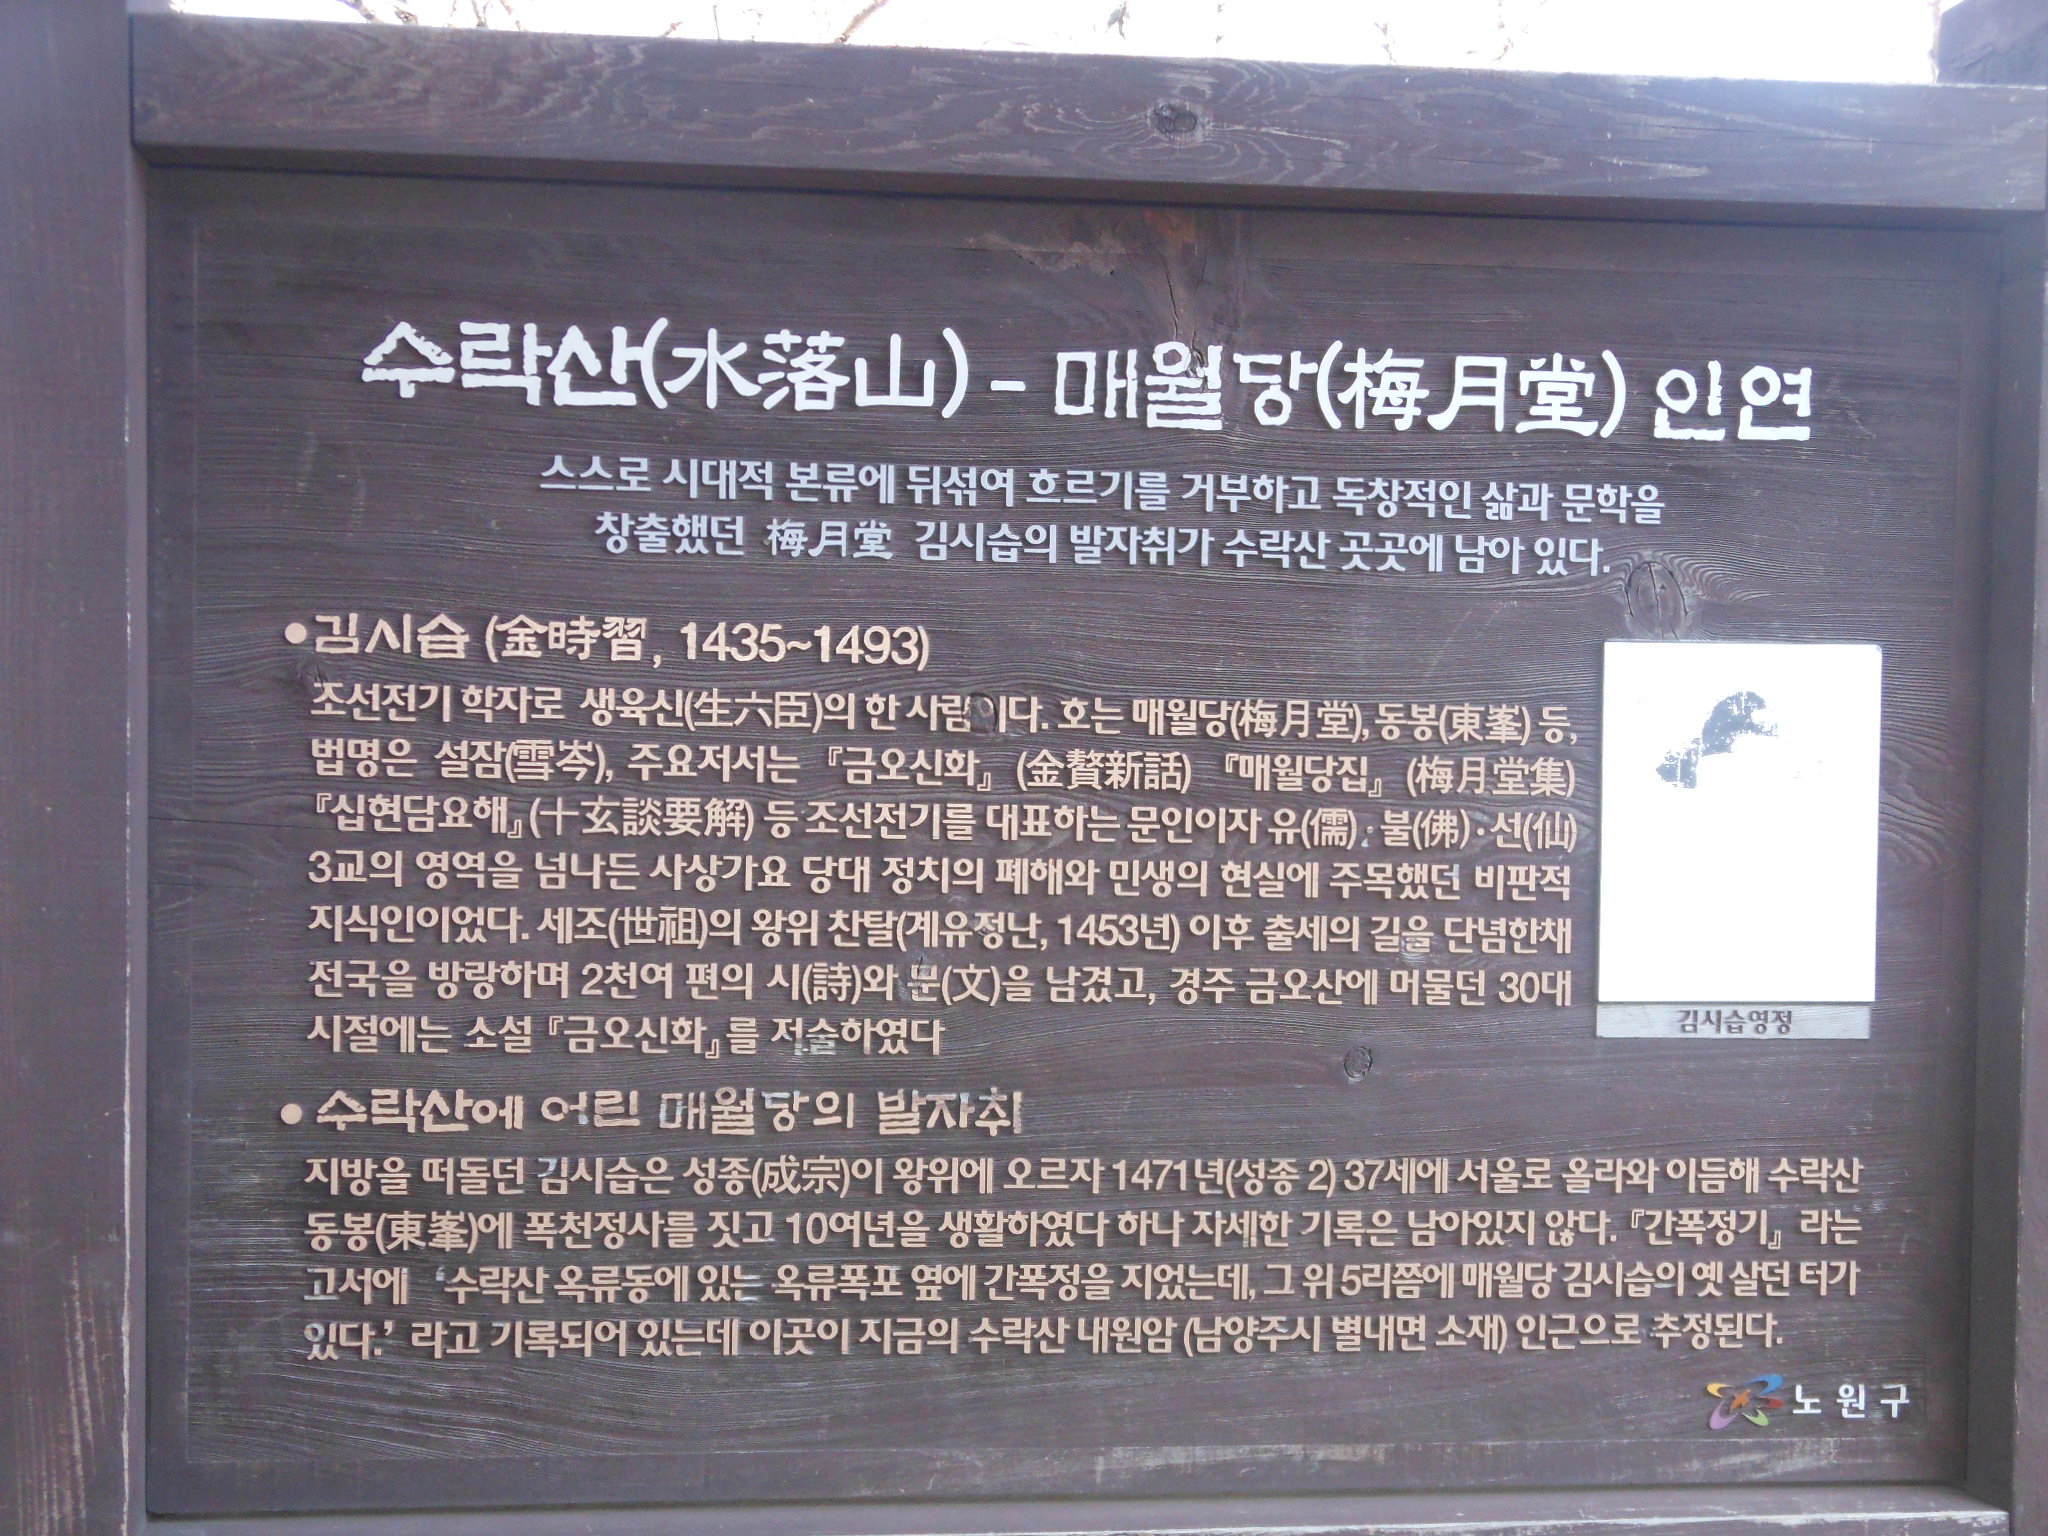 수락산(水落山) - 매월당(梅月堂) 인연
스스로 시대적 본류에 뒤섞여 흐르기를 거부하고 독창적인 삶과 문학을
창출했던 梅月堂 김시습의 발자취가 수락산 곳곳에 남아 있다.
•김시습 (金時習, 1435~1493)
조선전기 학자로 생육신(生六臣)의 한 사람이다. 호는 매월당(梅月堂), 동봉(東峯) 등,
법명은 설잠(雪岑), 주요저서는 『금오신화』 (金鰲新話) 『매월당집』 (梅月堂集)
『십현담요해』(十玄談要解) 등 조선전기를 대표하는 문인이자 유(儒)·불(佛)·선(仙)
3교의 영역을 넘나든 사상가요 당대 정치의 폐해와 민생의 현실에 주목했던 비판적
지식인이었다. 세조(世祖)의 왕위 찬탈(계유정난, 1453년) 이후 출세의 길을 단념한채
전국을 방랑하며 2천여 편의 시(詩)와 문(文)을 남겼고, 경주 금오산에 머물던 30대
시절에는 소설 『금오신화』를 저술하였다
김시습영정
• 수락산에 어린 매월당의 발자취
지방을 떠돌던 김시습은 성종(成宗)이 왕위에 오르자 1471년(성종 2) 37세에 서울로 올라와 이듬해 수락산
동봉(東峯)에 폭천정사를 짓고 10여년을 생활하였다 하나 자세한 기록은 남아있지 않다. 『간폭정기』 라는
고서에 '수락산 옥류동에 있는 옥류폭포 옆에 간폭정을 지었는데, 그 위 5리쯤에 매월당 김시습의 옛 살던 터가
있다.' 라고 기록되어 있는데 이곳이 지금의 수락산 내원암 (남양주시 별내면 소재) 인근으로 추정된다.
노원구